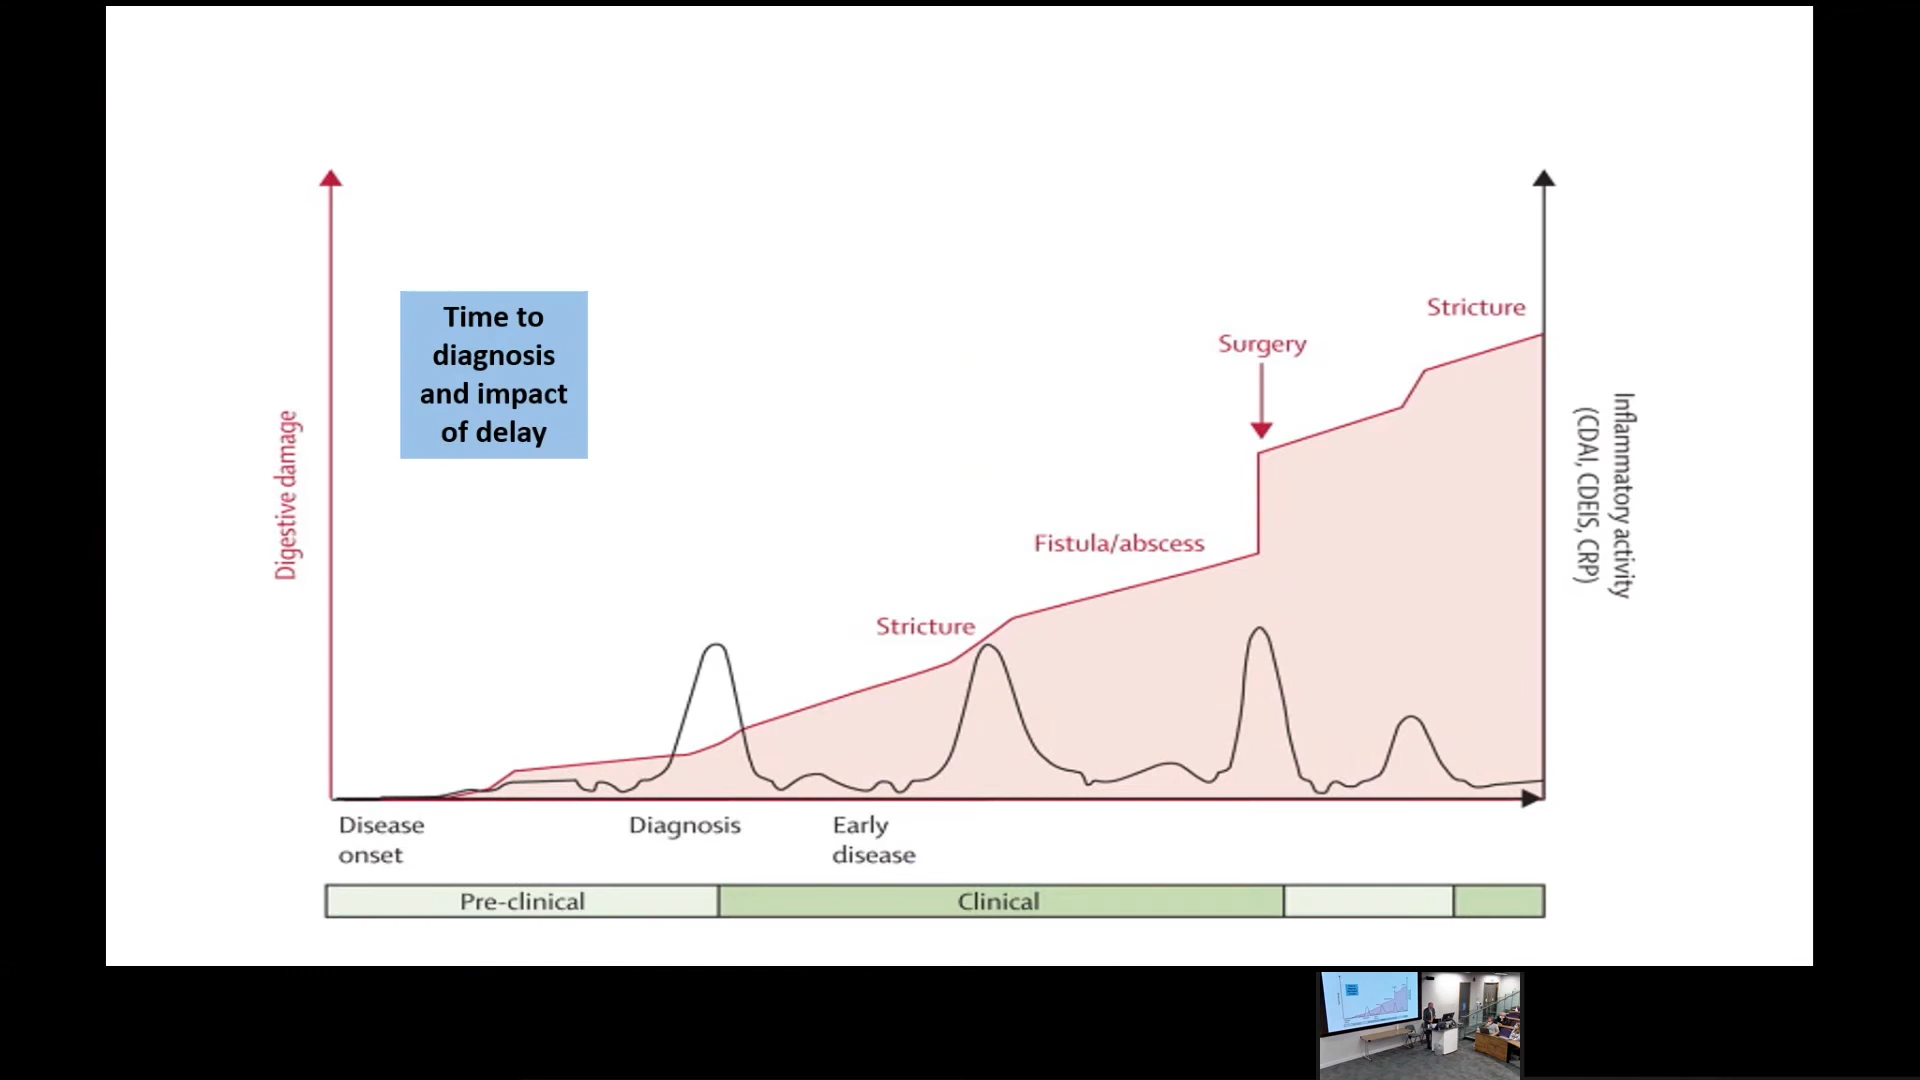 Time to
diagnosis
and impact
of delay
Digestive damage
Stricture
Fistula/abscess
Surgery
Stricture
Inflammatory activity
(CDAI, CDEIS, CRP)
Disease
onset
Diagnosis
Early
disease
Pre-clinical
Clinical